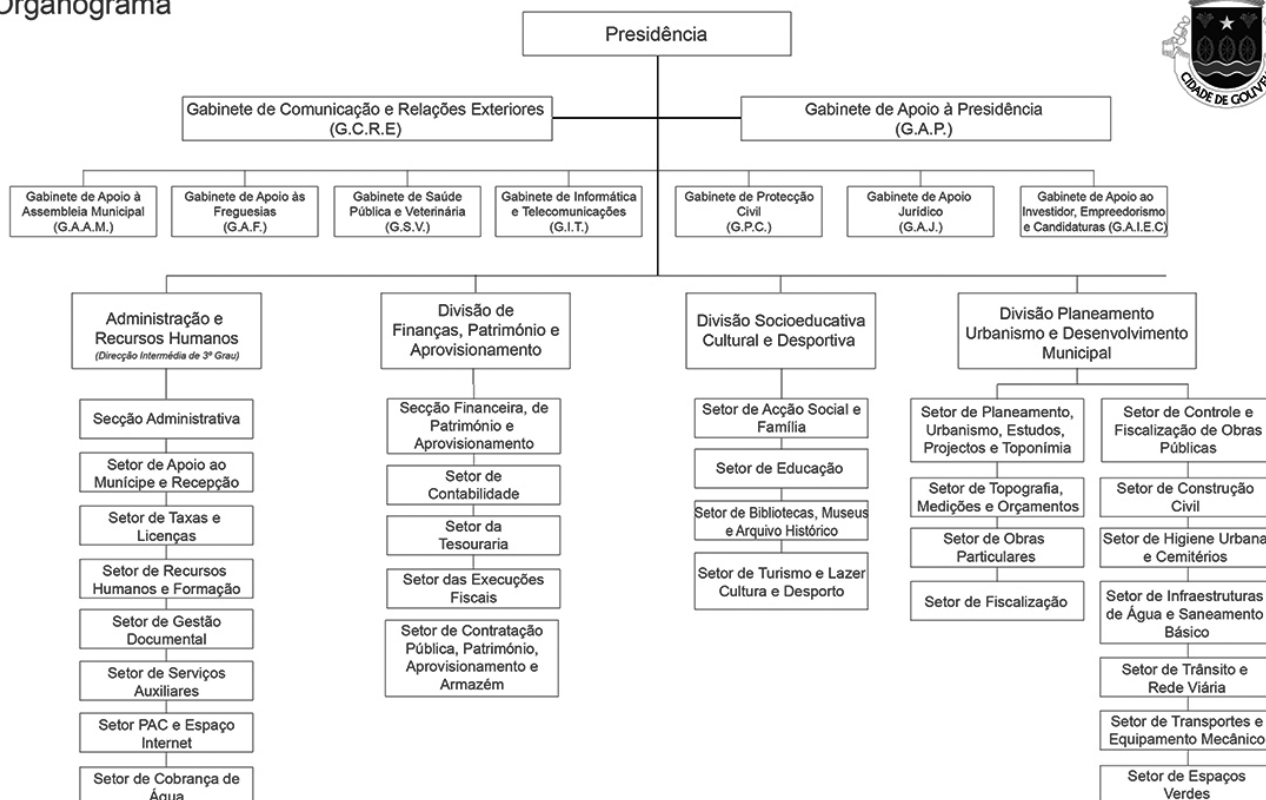 Organograma
Presidência
CIDADE DE GOUVEI
Gabinete de Comunicação e Relações Exteriores
(G.C.R.E)
Gabinete de Apoio à Presidência
(G.A.P.)
Gabinete de Apoio à
Assembleia Municipal
(G.A.A.M.)
Gabinete de Apoio às
Freguesias
(G.A.F.)
Gabinete de Saúde
Pública e Veterinária
(G.S.V.)
Gabinete de Informática
e Telecomunicações
(G.I.T.)
Gabinete de Protecção
Civil
(G.P.C.)
Gabinete de Apoio
Jurídico
(G.A.J.)
Gabinete de Apoio ao
Investidor, Empreedorismo
e Candidaturas (G.A.I.E.C)
Administração e
Recursos Humanos
(Direcção Intermédia de 3º Grau)
Secção Administrativa
Setor de Apoio ao
Munícipe e Recepção
Setor de Taxas e
Licenças
Setor de Recursos
Humanos e Formação
Setor de Gestão
Documental
Setor de Serviços
Auxiliares
Setor PAC e Espaço
Internet
Setor de Cobrança de
Água
Divisão de
Finanças, Património e
Aprovisionamento
Secção Financeira, de
Património e
Aprovisionamento
Setor de
Contabilidade
Setor da
Tesouraria
Setor das Execuções
Fiscais
Setor de Contratação
Pública, Património,
Aprovisionamento e
Armazém
Divisão Socioeducativa
Cultural e Desportiva
Setor de Acção Social e
Família
Setor de Educação
Setor de Bibliotecas, Museus
e Arquivo Histórico
Setor de Turismo e Lazer
Cultura e Desporto
Divisão Planeamento
Urbanismo e Desenvolvimento
Municipal
Setor de Planeamento,
Urbanismo, Estudos,
Projectos e Toponímia
Setor de Topografia,
Medições e Orçamentos
Setor de Obras
Particulares
Setor de Fiscalização
Setor de Controle e
Fiscalização de Obras
Públicas
Setor de Construção
Civil
Setor de Higiene Urbana
e Cemitérios
Setor de Infraestruturas
de Água e Saneamento
Básico
Setor de Trânsito e
Rede Viária
Setor de Transportes e
Equipamento Mecânico
Setor de Espaços
Verdes